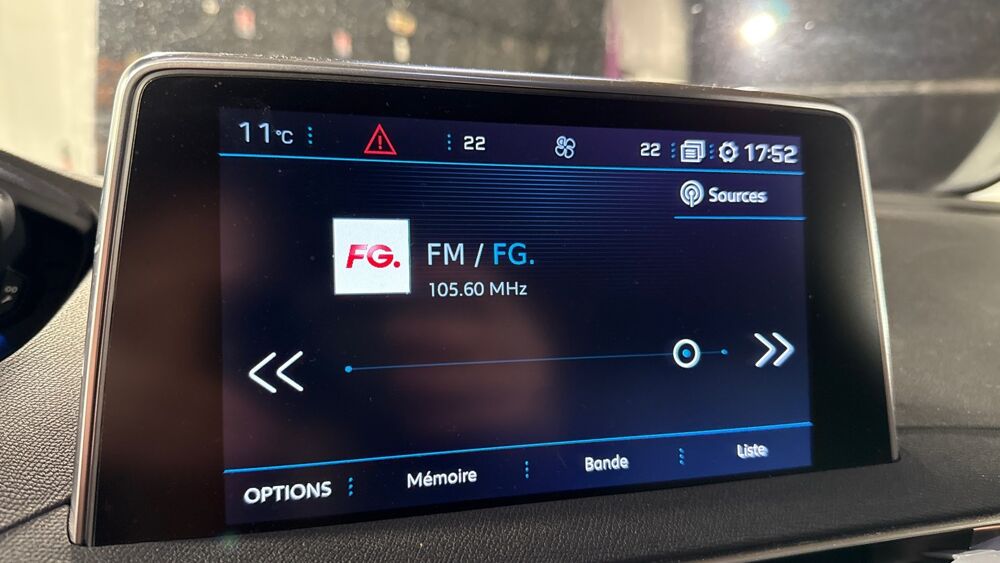 11°C 22 22 17:52
Sources
FG.
FM / FG.
105.60 MHz
OPTIONS Mémoire Bande Liste